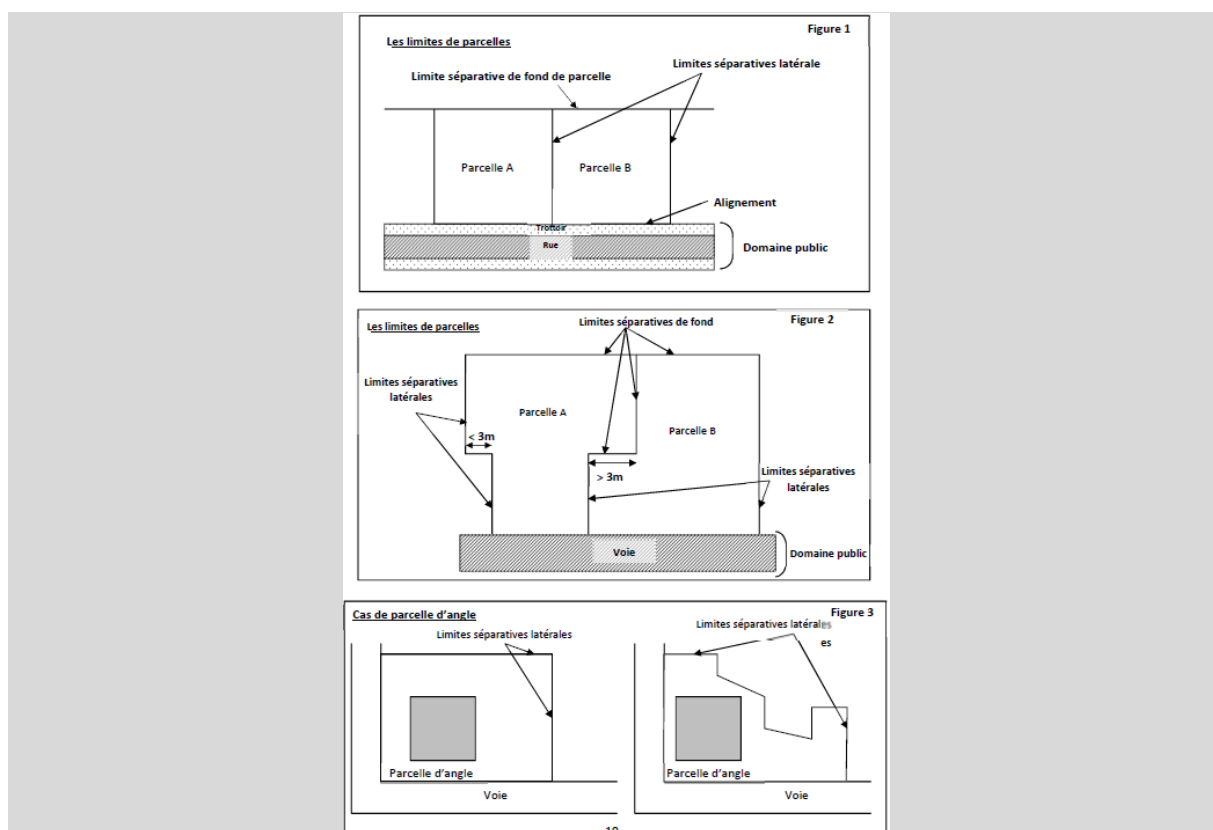 Figure 1
Les limites de parcelles
Limites séparatives latérale
Limite séparative de fond de parcelle
Parcelle A
Parcelle B
Alignement
Trottoir
Rue
Domaine public
Figure 2
Les limites de parcelles
Limites séparatives de fond
Limites séparatives
latérales
Parcelle A
Parcelle B
< 3m
> 3m
Limites séparatives
latérales
Voie
Domaine public
Figure 3
Cas de parcelle d’angle
Limites séparatives latérales
Parcelle d’angle
Voie
Limites séparatives latérales
es
Parcelle d’angle
Voie